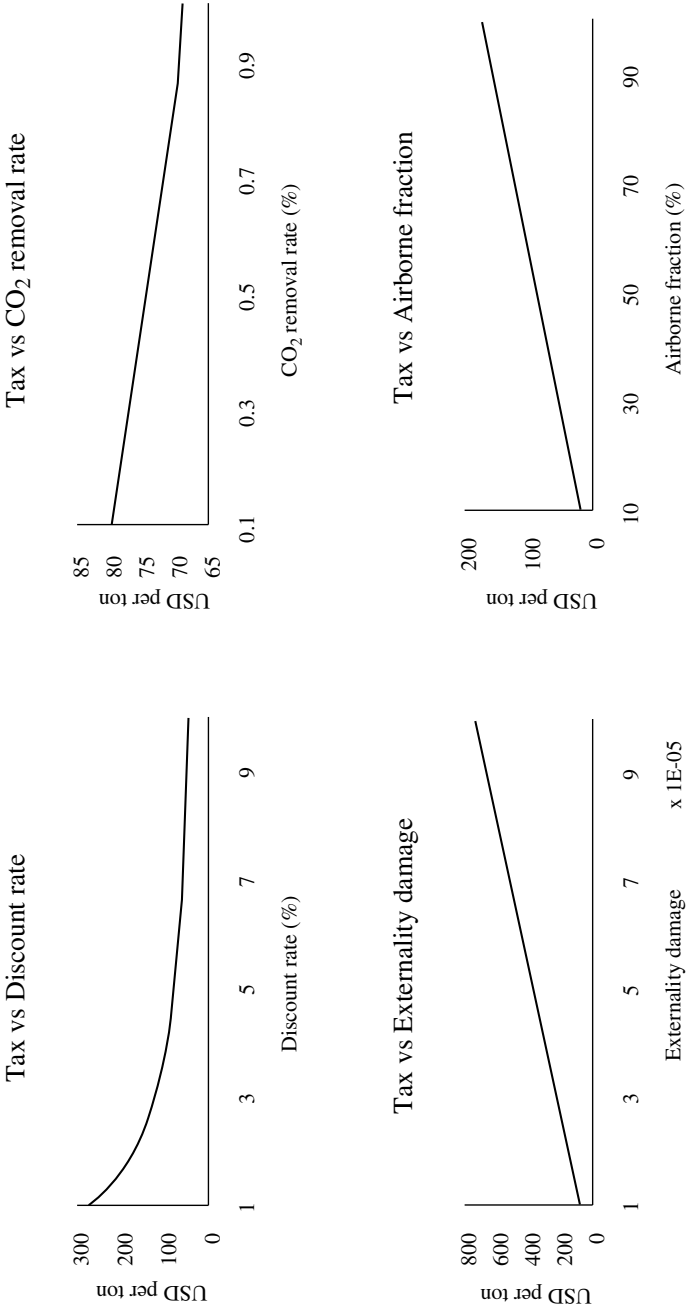 Tax vs Discount rate
300
200
100
0
USD per ton
1 3 5 7 9
Discount rate (%)
Tax vs CO₂ removal rate
85
80
75
70
65
USD per ton
0.1 0.3 0.5 0.7 0.9
CO₂ removal rate (%)
Tax vs Externality damage
800
600
400
200
0
USD per ton
1 3 5 7 9
Externality damage x 1E-05
Tax vs Airborne fraction
200
100
0
USD per ton
10 30 50 70 90
Airborne fraction (%)